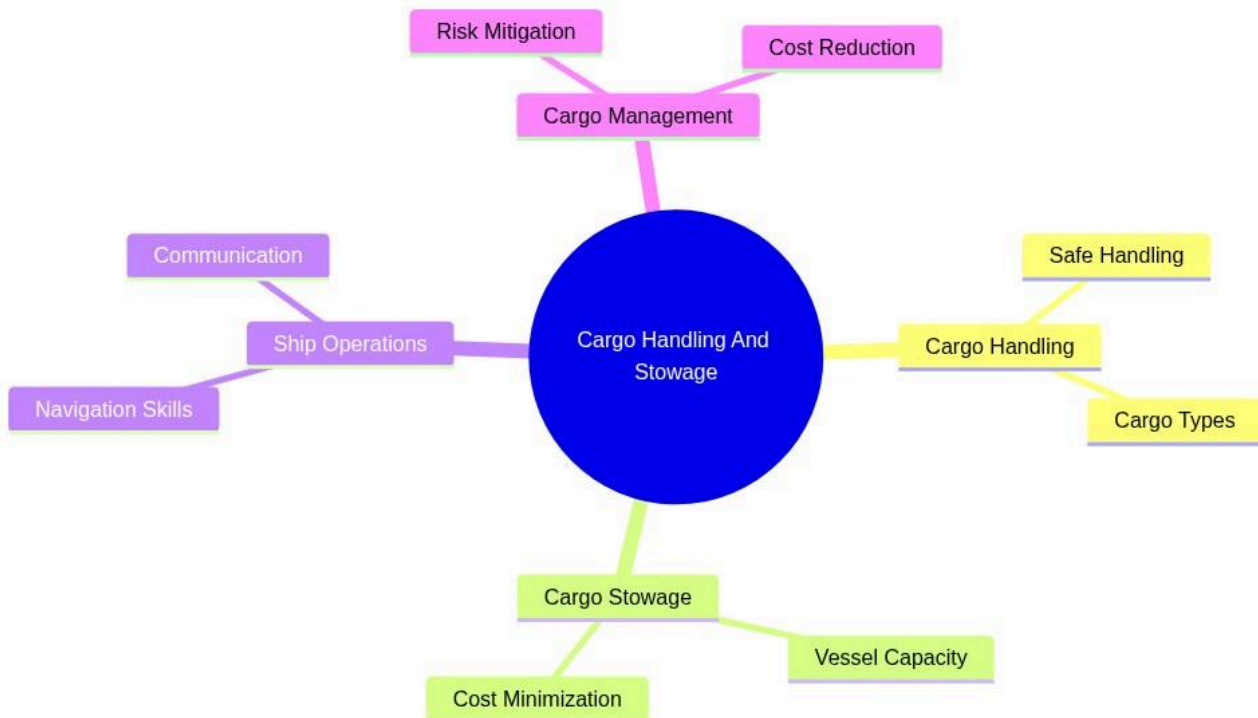 Risk Mitigation
Cost Reduction
Cargo Management
Communication
Safe Handling
Ship Operations
Cargo Handling And
Stowage
Cargo Handling
Navigation Skills
Cargo Types
Cargo Stowage
Vessel Capacity
Cost Minimization